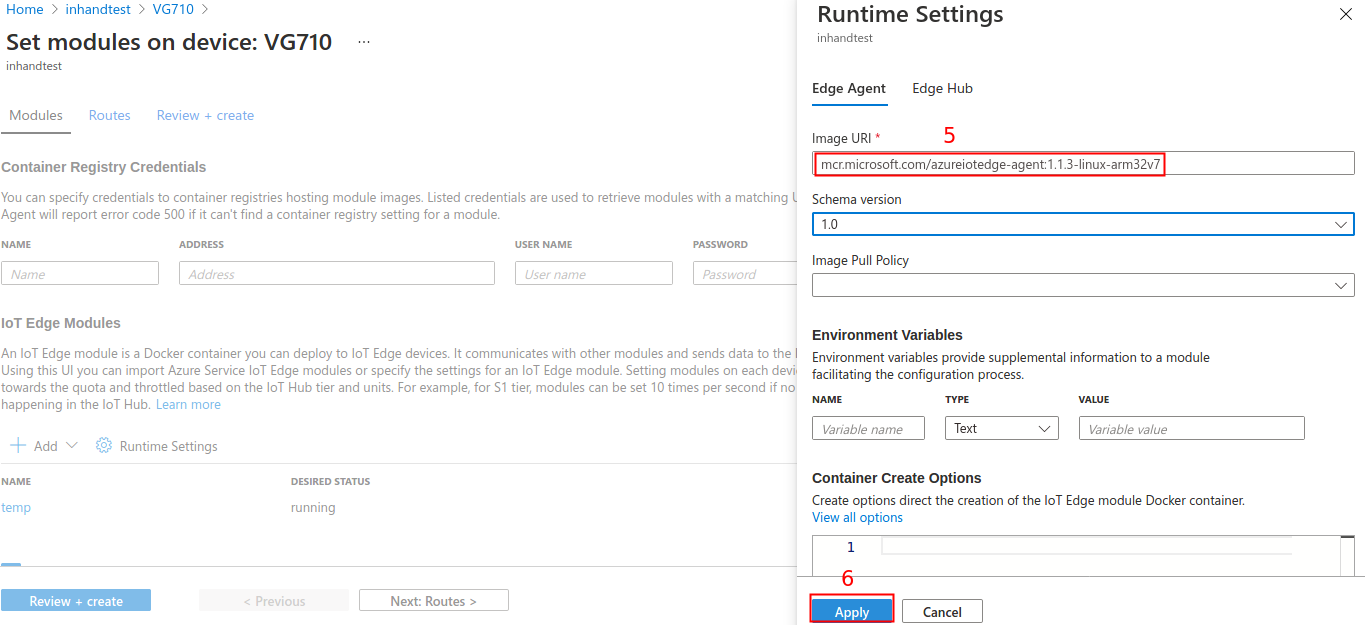 Home > inhandtest > VG710 >
Set modules on device: VG710 ...
inhandtest
Modules Routes Review + create
Container Registry Credentials
You can specify credentials to container registries hosting module images. Listed credentials are used to retrieve modules with a matching U
Agent will report error code 500 if it can't find a container registry setting for a module.
NAME ADDRESS USER NAME PASSWORD
Name Address User name Password
IoT Edge Modules
An IoT Edge module is a Docker container you can deploy to IoT Edge devices. It communicates with other modules and sends data to the I
Using this UI you can import Azure Service IoT Edge modules or specify the settings for an IoT Edge module. Setting modules on each devic
towards the quota and throttled based on the IoT Hub tier and units. For example, for S1 tier, modules can be set 10 times per second if no
happening in the IoT Hub. Learn more
Add Runtime Settings
NAME DESIRED STATUS
temp running
Review + create < Previous Next: Routes >
Runtime Settings
inhandtest
Edge Agent Edge Hub
Image URI * 5
mcr.microsoft.com/azureiotedge-agent:1.1.3-linux-arm32v7
Schema version
1.0
Image Pull Policy
Environment Variables
Environment variables provide supplemental information to a module
facilitating the configuration process.
NAME TYPE VALUE
Variable name Text Variable value
Container Create Options
Create options direct the creation of the IoT Edge module Docker container.
View all options
1
6
Apply Cancel